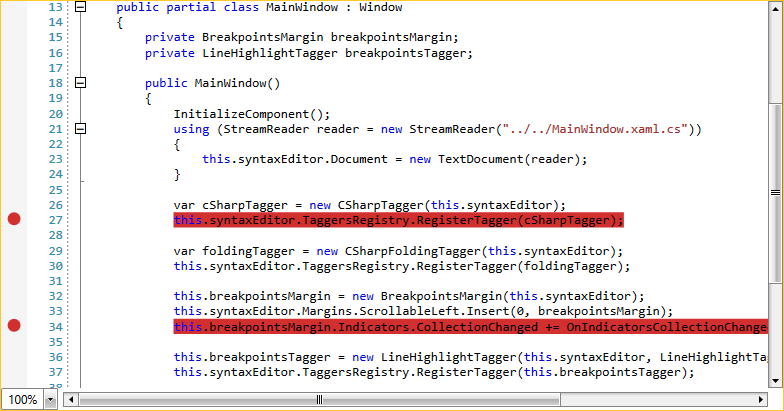 13 public partial class MainWindow : Window
14 {
15 private BreakpointsMargin breakpointsMargin;
16 private LineHighlightTagger breakpointsTagger;
17
18 public MainWindow()
19 {
20 InitializeComponent();
21 using (StreamReader reader = new StreamReader("../../MainWindow.xaml.cs"))
22 {
23 this.syntaxEditor.Document = new TextDocument(reader);
24 }
25
26 var cSharpTagger = new CSharpTagger(this.syntaxEditor);
27 this.syntaxEditor.TaggersRegistry.RegisterTagger(cSharpTagger);
28
29 var foldingTagger = new CSharpFoldingTagger(this.syntaxEditor);
30 this.syntaxEditor.TaggersRegistry.RegisterTagger(foldingTagger);
31
32 this.breakpointsMargin = new BreakpointsMargin(this.syntaxEditor);
33 this.syntaxEditor.Margins.ScrollableLeft.Insert(0, breakpointsMargin);
34 this.breakpointsMargin.Indicators.CollectionChanged += OnIndicatorsCollectionChange
35
36 this.breakpointsTagger = new LineHighlightTagger(this.syntaxEditor, LineHighlightTa
37 this.syntaxEditor.TaggersRegistry.RegisterTagger(this.breakpointsTagger);
38
100%